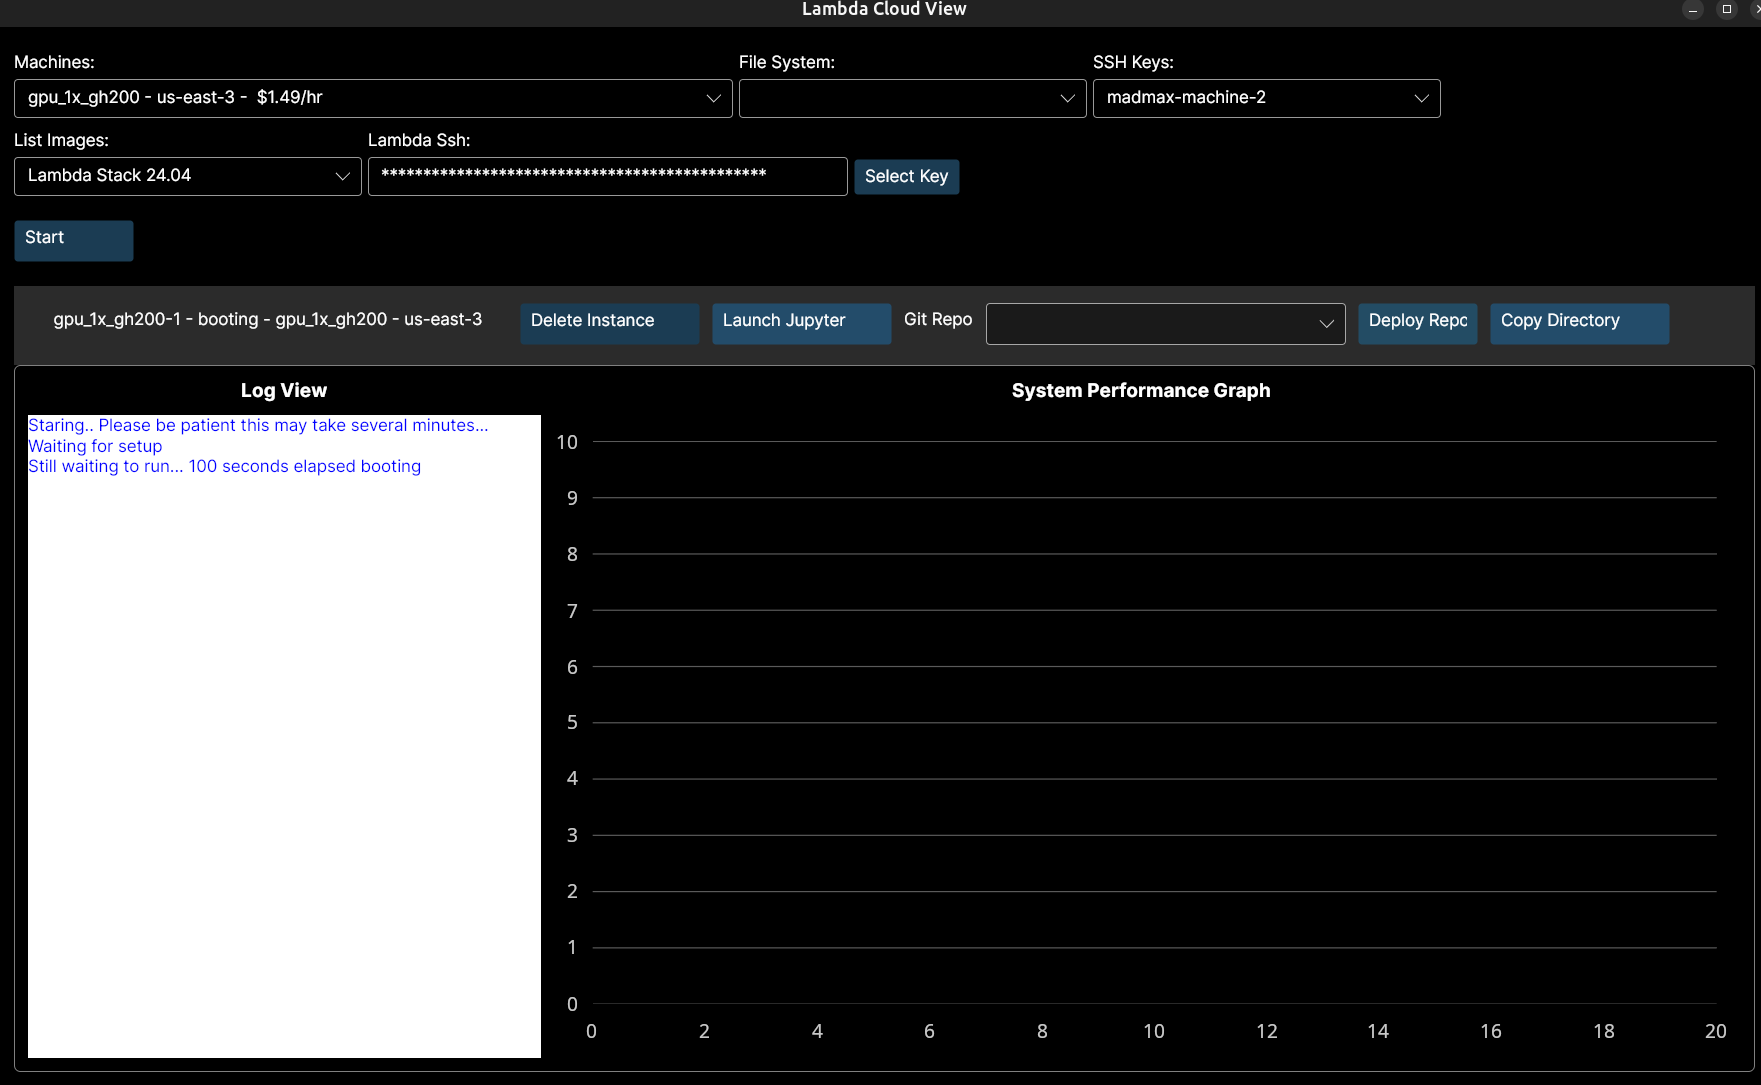 Lambda Cloud View
Machines:
File System:
SSH Keys:
gpu_1x_gh200 - us-east-3 -  $1.49/hr
madmax-machine-2
List Images:
Lambda Ssh:
Lambda Stack 24.04
**********************************************
Select Key
Start
gpu_1x_gh200-1 - booting - gpu_1x_gh200 - us-east-3
Delete Instance
Launch Jupyter
Git Repo
Deploy Repo
Copy Directory
Log View
System Performance Graph
Staring.. Please be patient this may take several minutes...
Waiting for setup
Still waiting to run... 100 seconds elapsed booting
10
9
8
7
6
5
4
3
2
1
0
0 2 4 6 8 10 12 14 16 18 20